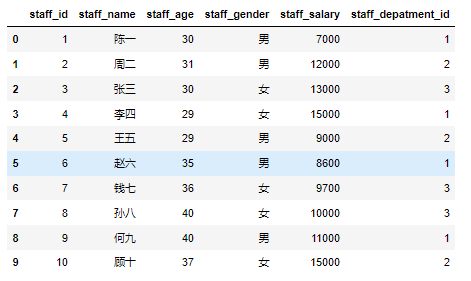 staff_id staff_name staff_age staff_gender staff_salary staff_depatment_id
0 1 陈一 30 男 7000 1
1 2 周二 31 男 12000 2
2 3 张三 30 女 13000 3
3 4 李四 29 女 15000 1
4 5 王五 29 男 9000 2
5 6 赵六 35 男 8600 1
6 7 钱七 36 女 9700 3
7 8 孙八 40 女 10000 3
8 9 何九 40 男 11000 1
9 10 顾十 37 女 15000 2